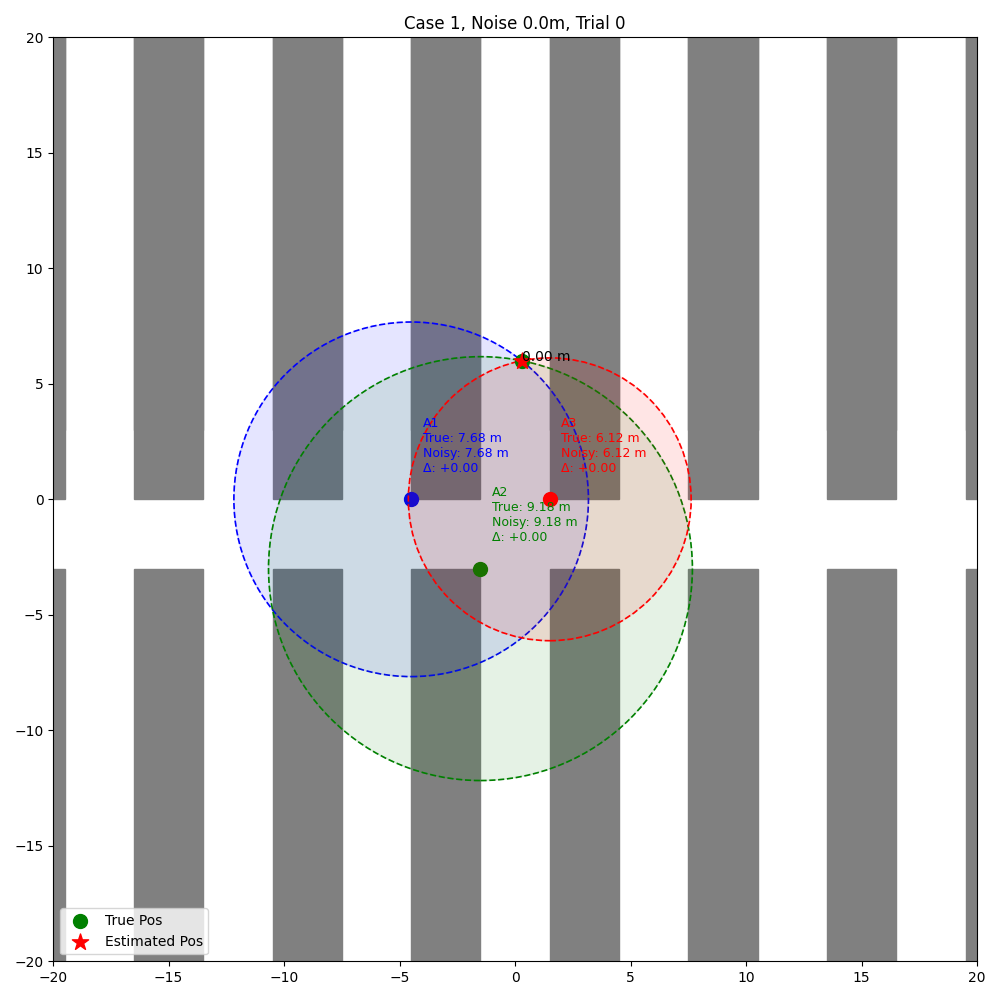 Case 1, Noise 0.0m, Trial 0
20
15
10
5
0
−5
−10
−15
−20
0.00 m
A1
True: 7.68 m
Noisy: 7.68 m
Δ: +0.00
A3
True: 6.12 m
Noisy: 6.12 m
Δ: +0.00
A2
True: 9.18 m
Noisy: 9.18 m
Δ: +0.00
True Pos
Estimated Pos
−20 −15 −10 −5 0 5 10 15 20